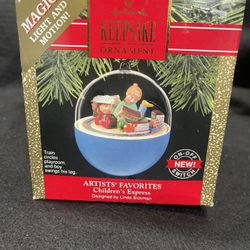 MAGIC
LIGHT AND
MOTION!
Hallmark
KEEPSAKE
ORNAMENT
Train
circles
playroom,
and boy
swings his leg.
ON-OFF
NEW!
SWITCH
ARTISTS' FAVORITES
Children's Express
Designed by Linda Sickman